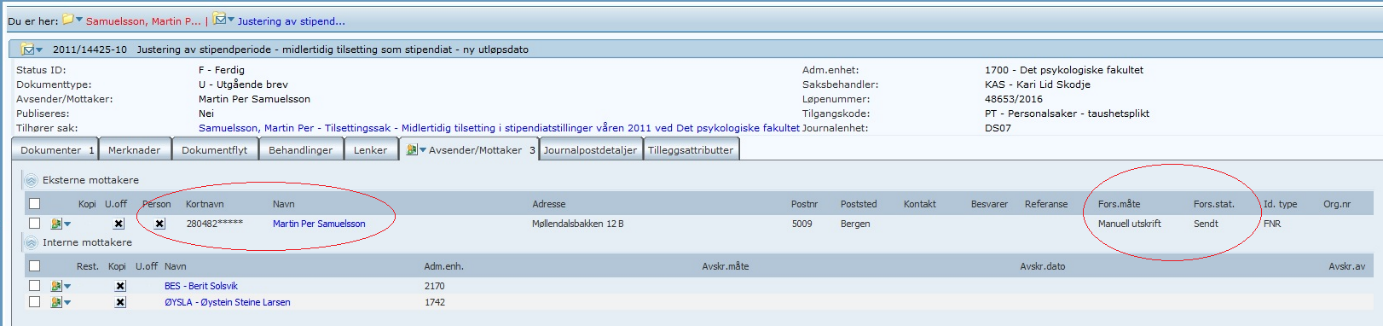 Du er her: Samuelsson, Martin P... | Justering av stipend...
2011/14425-10 Justering av stipendperiode - midlertidig tilsetting som stipendiat - ny utløpsdato
Status ID: F - Ferdig Adm.enhet: 1700 - Det psykologiske fakultet
Dokumenttype: U - Utgående brev Saksbehandler: KAS - Kari Lid Skodje
Avsender/Mottaker: Martin Per Samuelsson Løpenummer: 48653/2016
Publiseres: Nei Tilgangskode: PT - Personalsaker - taushetsplikt
Tilhører sak: Samuelsson, Martin Per - Tilsettingssak - Midlertidig tilsetting i stipendiatstillinger våren 2011 ved Det psykologiske fakultet Journalenhet: DS07
Dokumenter 1 Merknader Dokumentflyt Behandlinger Lenker Avsender/Mottaker 3 Journalpostdetaljer Tilleggsattributter
Eksterne mottakere
Kopi U.off Person Kortnavn Navn Adresse Postnr Poststed Kontakt Besvarer Referanse Fors.måte Fors.stat. Id. type Org.nr
280482***** Martin Per Samuelsson Møllendalsbakken 12 B 5009 Bergen Manuell utskrift Sendt FNR
Interne mottakere
Rest. Kopi U.off Navn Adm.enh. Avskr.måte Avskr.dato Avskr.av
BES - Berit Solsvik 2170
ØYSLA - Øystein Steine Larsen 1742